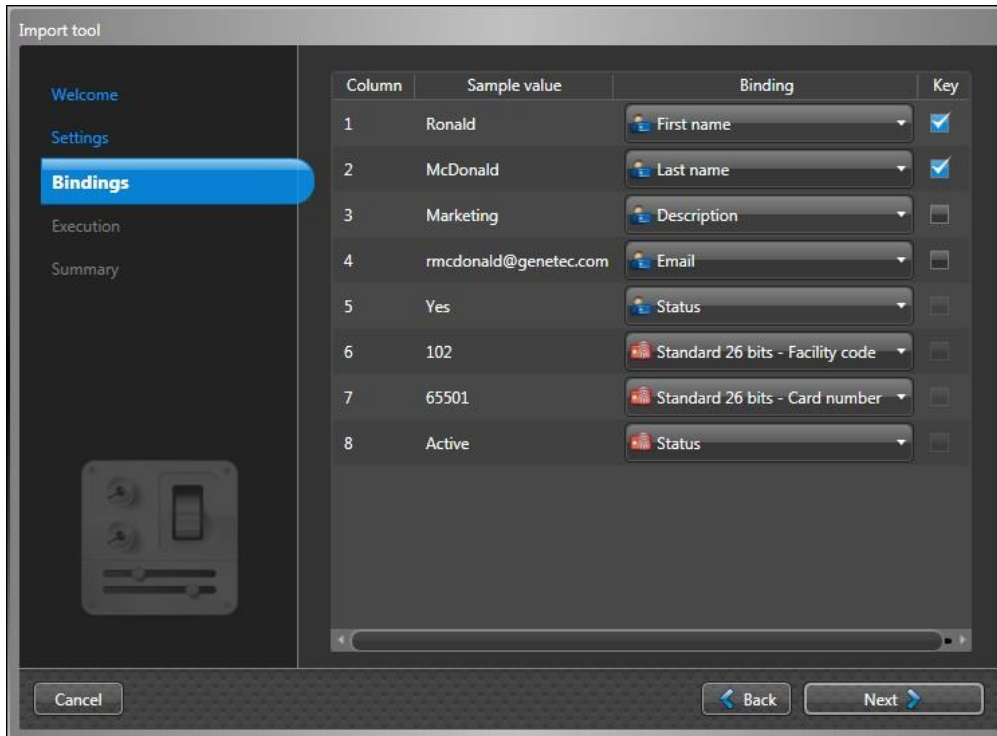 Import tool
Welcome
Settings
Bindings
Execution
Summary
Column Sample value Binding Key
1 Ronald First name
2 McDonald Last name
3 Marketing Description
4 rmcdonald@genetec.com Email
5 Yes Status
6 102 Standard 26 bits - Facility code
7 65501 Standard 26 bits - Card number
8 Active Status
Cancel Back Next